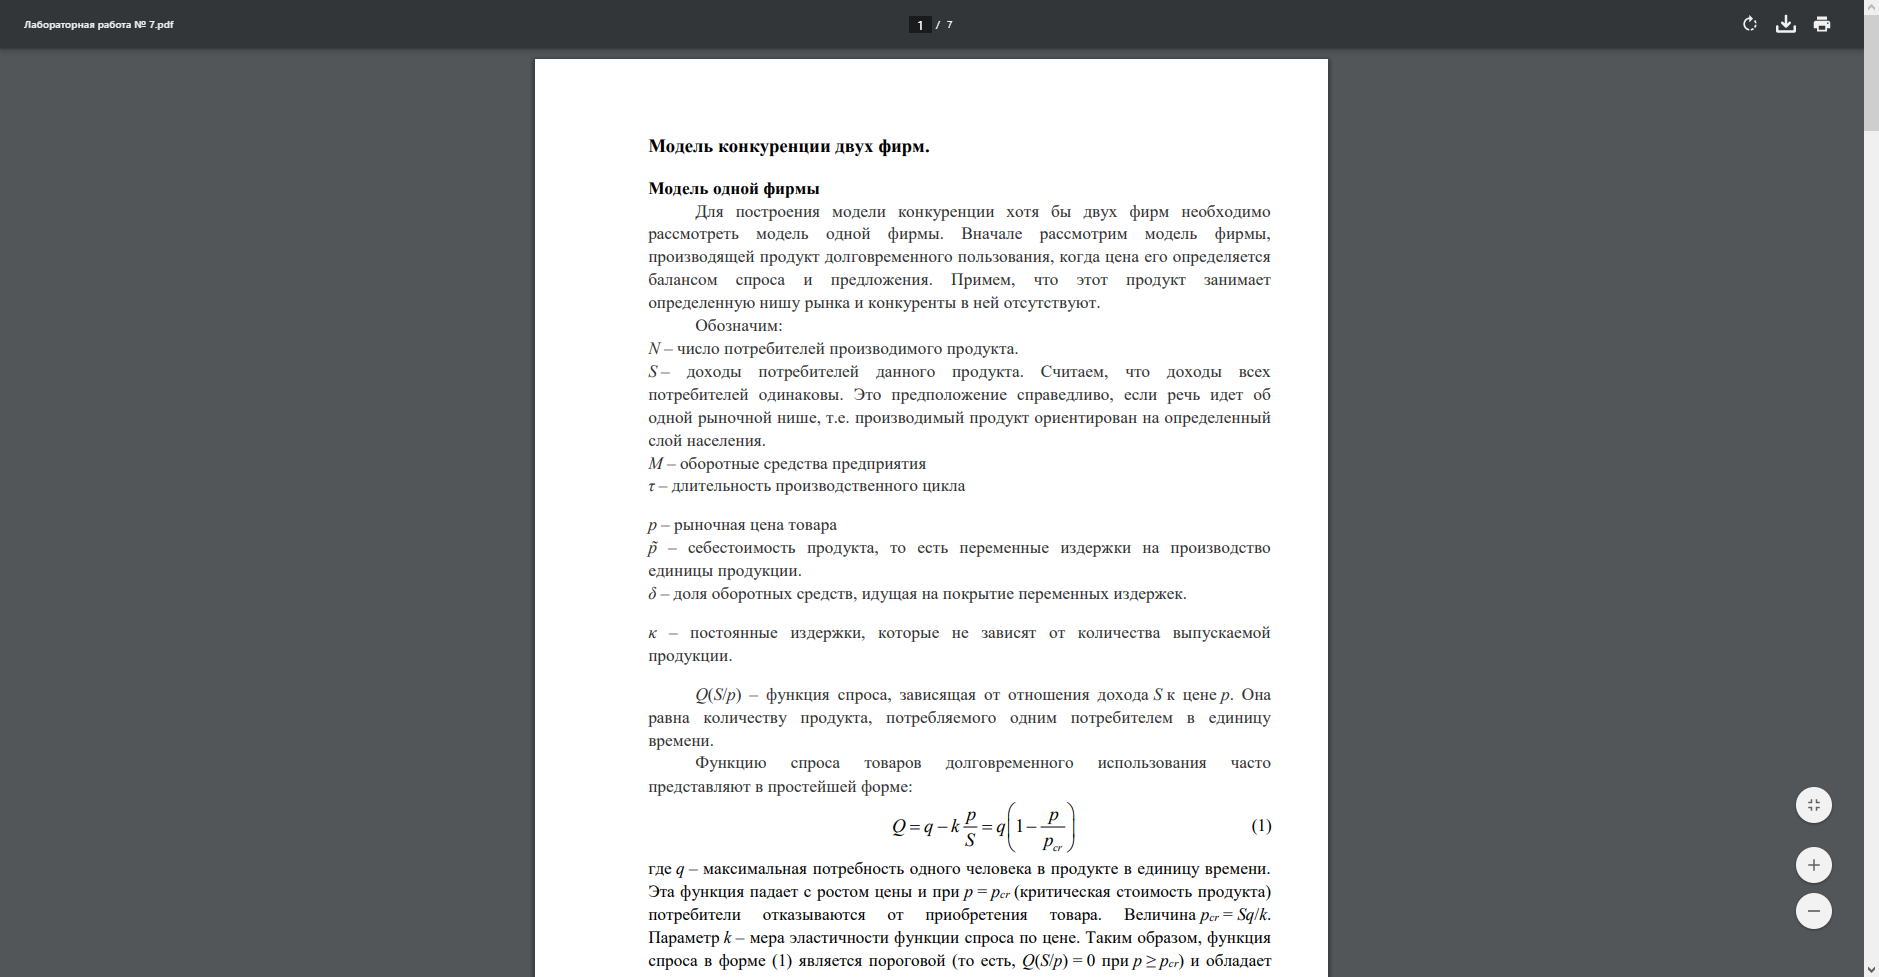 Лабораторная работа № 7.pdf
1 / 7
Модель конкуренции двух фирм.
Модель одной фирмы
Для построения модели конкуренции хотя бы двух фирм необходимо
рассмотреть модель одной фирмы. Вначале рассмотрим модель фирмы,
производящей продукт долговременного пользования, когда цена его определяется
балансом спроса и предложения. Примем, что этот продукт занимает
определенную нишу рынка и конкуренты в ней отсутствуют.
Обозначим:
N – число потребителей производимого продукта.
S – доходы потребителей данного продукта. Считаем, что доходы всех
потребителей одинаковы. Это предположение справедливо, если речь идет об
одной рыночной нише, т.е. производимый продукт ориентирован на определенный
слой населения.
M – оборотные средства предприятия
τ – длительность производственного цикла
p – рыночная цена товара
p̃ – себестоимость продукта, то есть переменные издержки на производство
единицы продукции.
δ – доля оборотных средств, идущая на покрытие переменных издержек.
κ – постоянные издержки, которые не зависят от количества выпускаемой
продукции.
Q(S/p) – функция спроса, зависящая от отношения дохода S к цене p. Она
равна количеству продукта, потребляемого одним потребителем в единицу
времени.
Функцию спроса товаров долговременного использования часто
представляют в простейшей форме:
Q = q − k p/S = q(1 − p/p_cr) (1)
где q – максимальная потребность одного человека в продукте в единицу времени.
Эта функция падает с ростом цены и при p = p_cr (критическая стоимость продукта)
потребители отказываются от приобретения товара. Величина p_cr = Sq/k.
Параметр k – мера эластичности функции спроса по цене. Таким образом, функция
спроса в форме (1) является пороговой (то есть, Q(S/p) = 0 при p ≥ p_cr) и обладает